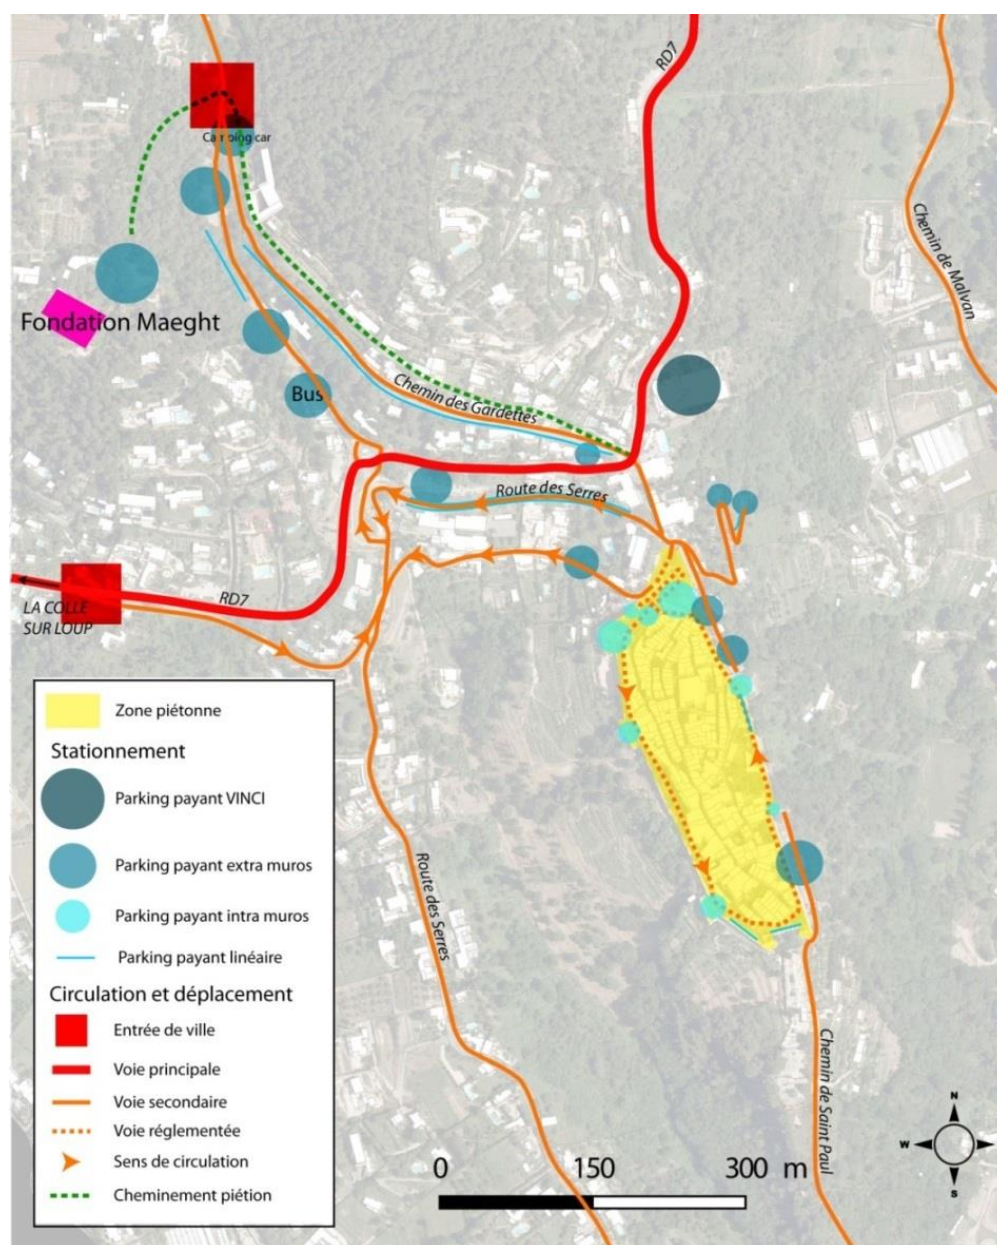 RD7
Camping car
Chemin de Malvan
Fondation Maeght
Bus
Chemin des Gardettes
Route des Serres
LA COLLE
SUR LOUP
RD7
Zone piétonne
Stationnement
Parking payant VINCI
Parking payant extra muros
Parking payant intra muros
Parking payant linéaire
Circulation et déplacement
Entrée de ville
Voie principale
Voie secondaire
Voie réglementée
Sens de circulation
Cheminement piétion
Route des Serres
Chemin de Saint Paul
0 150 300 m
N
W
S